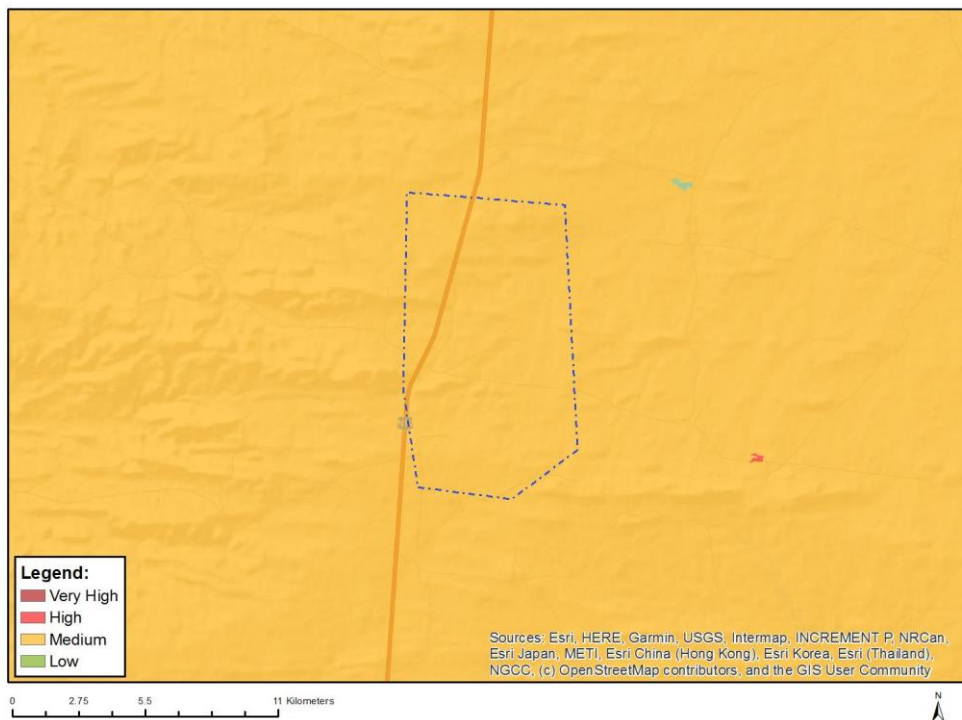 Legend:
Very High
High
Medium
Low
Sources: Esri, HERE, Garmin, USGS, Intermap, INCREMENT P, NRCan,
Esri Japan, METI, Esri China (Hong Kong), Esri Korea, Esri (Thailand),
NGCC, (c) OpenStreetMap contributors, and the GIS User Community
0 2.75 5.5 11 Kilometers
N